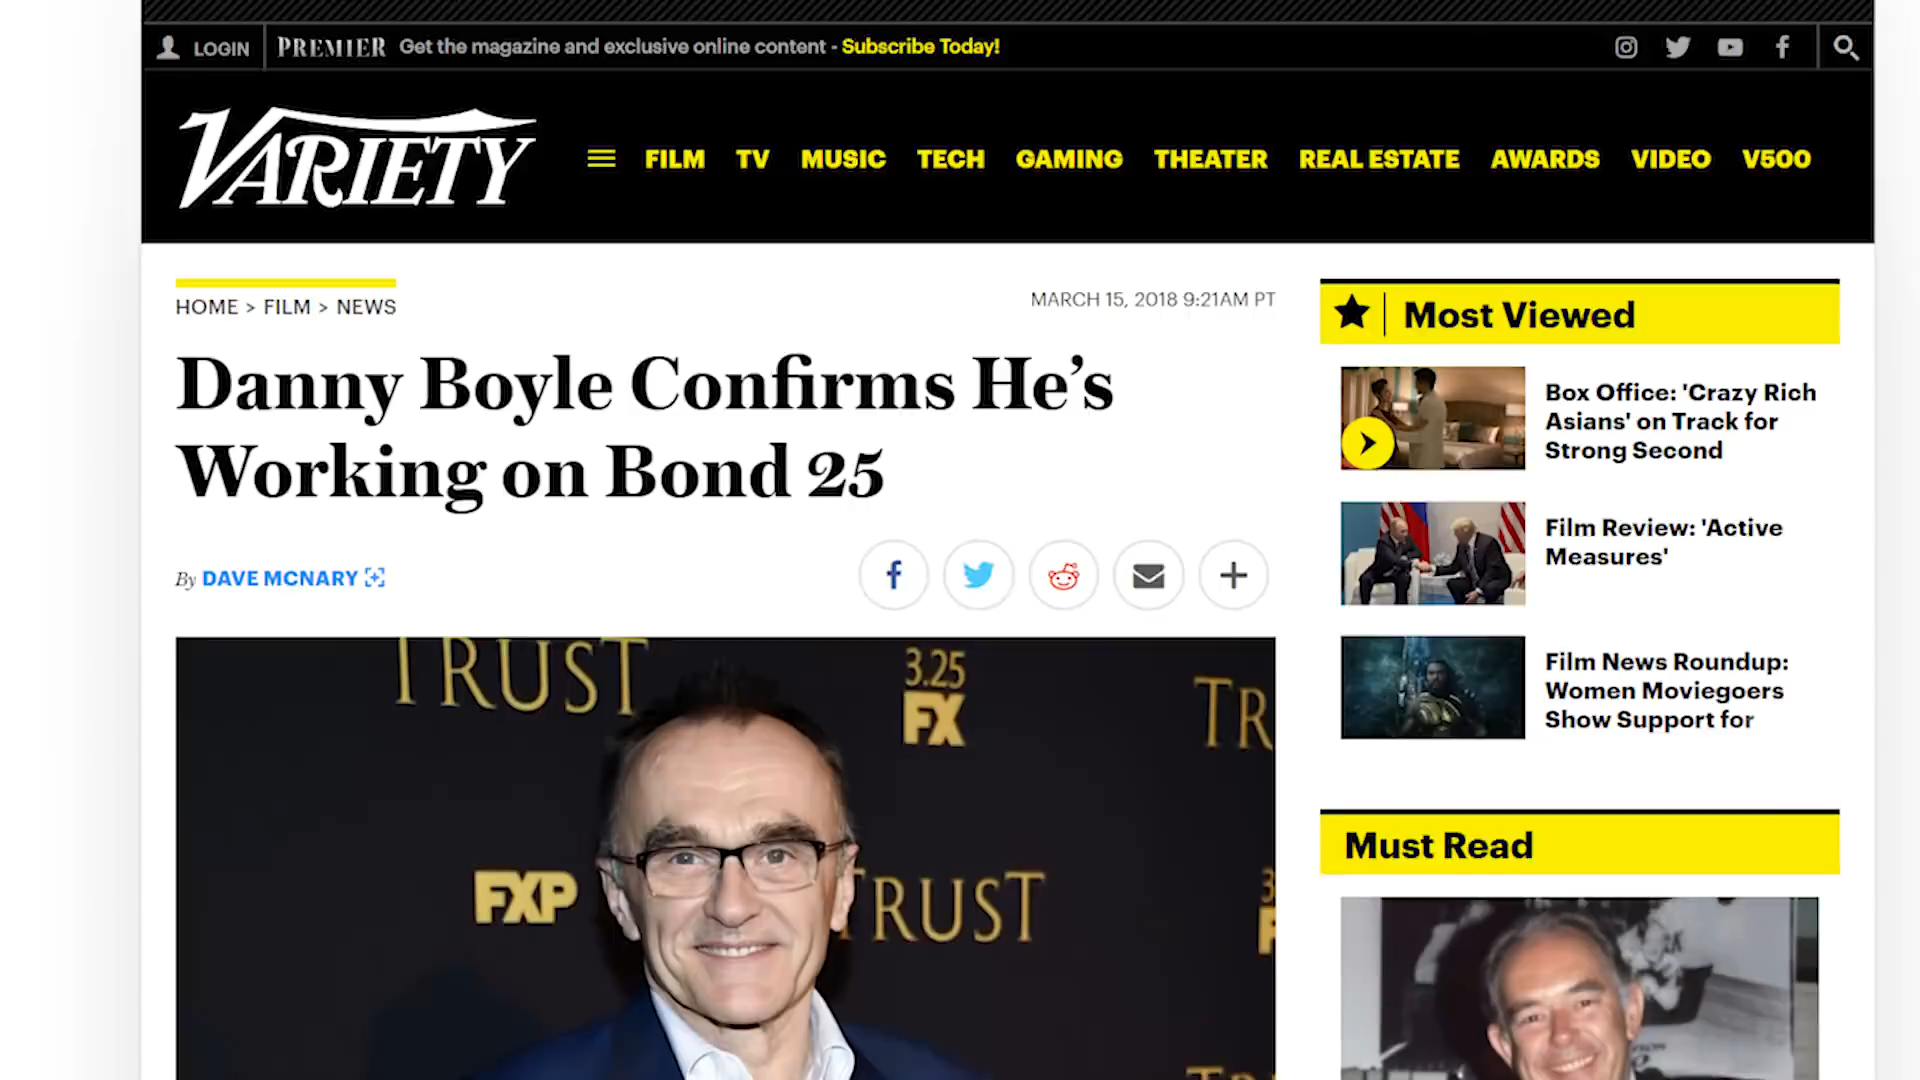 LOGIN
PREMIER Get the magazine and exclusive online content - Subscribe Today!
VARIETY
FILM TV MUSIC TECH GAMING THEATER REAL ESTATE AWARDS VIDEO V500
HOME > FILM > NEWS
MARCH 15, 2018 9:21AM PT
Danny Boyle Confirms He's
Working on Bond 25
By DAVE MCNARY
TRUST
3.25
FX
TR
FXP
TRUST
Most Viewed
Box Office: 'Crazy Rich
Asians' on Track for
Strong Second
Film Review: 'Active
Measures'
Film News Roundup:
Women Moviegoers
Show Support for
Must Read